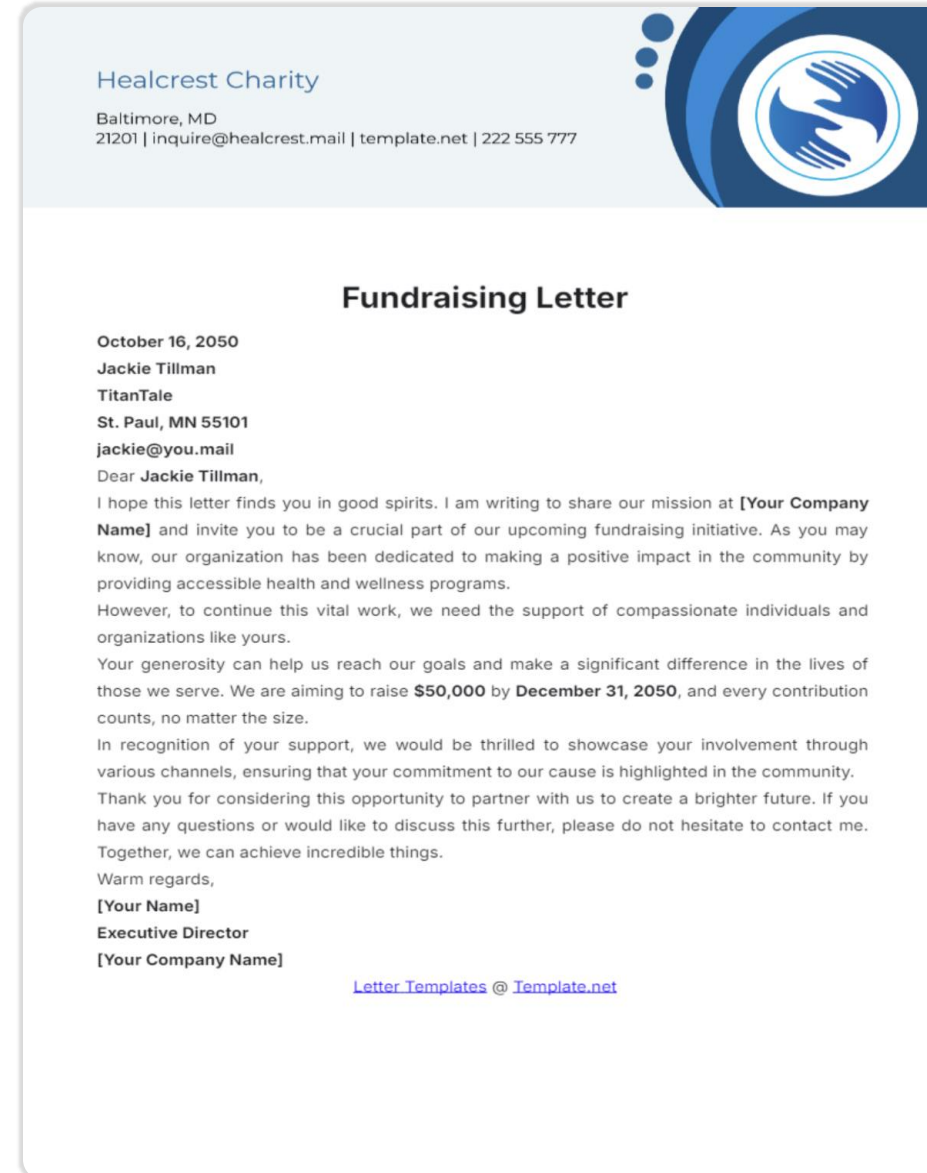 Healcrest Charity
Baltimore, MD
21201 | inquire@healcrest.mail | template.net | 222 555 777
Fundraising Letter
October 16, 2050
Jackie Tillman
TitanTale
St. Paul, MN 55101
jackie@you.mail
Dear Jackie Tillman,
I hope this letter finds you in good spirits. I am writing to share our mission at [Your Company
Name] and invite you to be a crucial part of our upcoming fundraising initiative. As you may
know, our organization has been dedicated to making a positive impact in the community by
providing accessible health and wellness programs.
However, to continue this vital work, we need the support of compassionate individuals and
organizations like yours.
Your generosity can help us reach our goals and make a significant difference in the lives of
those we serve. We are aiming to raise $50,000 by December 31, 2050, and every contribution
counts, no matter the size.
In recognition of your support, we would be thrilled to showcase your involvement through
various channels, ensuring that your commitment to our cause is highlighted in the community.
Thank you for considering this opportunity to partner with us to create a brighter future. If you
have any questions or would like to discuss this further, please do not hesitate to contact me.
Together, we can achieve incredible things.
Warm regards,
[Your Name]
Executive Director
[Your Company Name]
Letter Templates @ Template.net